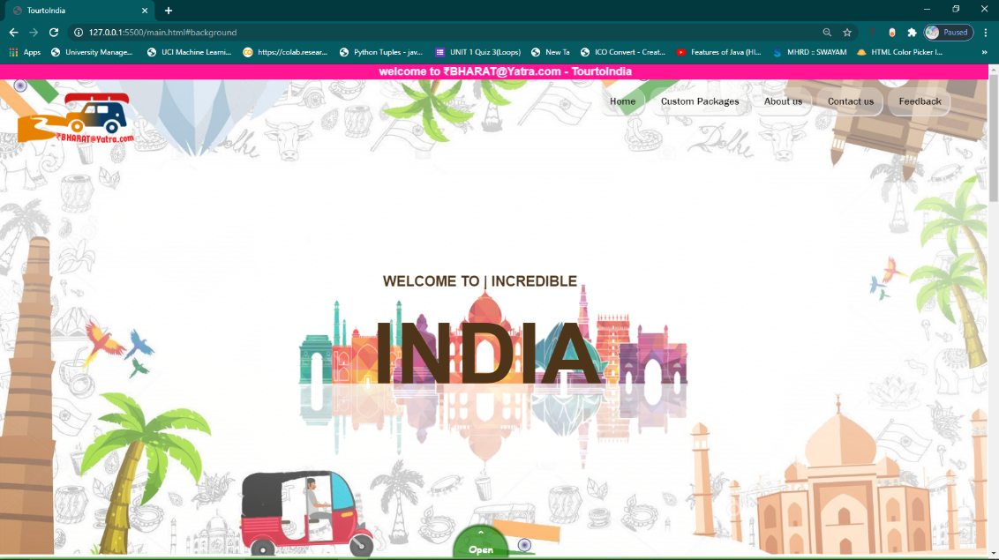 TourtoIndia
127.0.0.1:5500/main.html#background
Paused
Apps
University Manage...
UCI Machine Learni...
https://colab.resear...
Python Tuples - jav...
UNIT 1 Quiz 3(Loops)
New Ta
ICO Convert - Creat...
Features of Java (HI...
MHRD :: SWAYAM
HTML Color Picker I...
»
welcome to ₹BHARAT@Yatra.com - TourtoIndia
₹BHARAT@Yatra.com
Home
Custom Packages
About us
Contact us
Feedback
Delhi
Delhi
WELCOME TO | INCREDIBLE
INDIA
Open